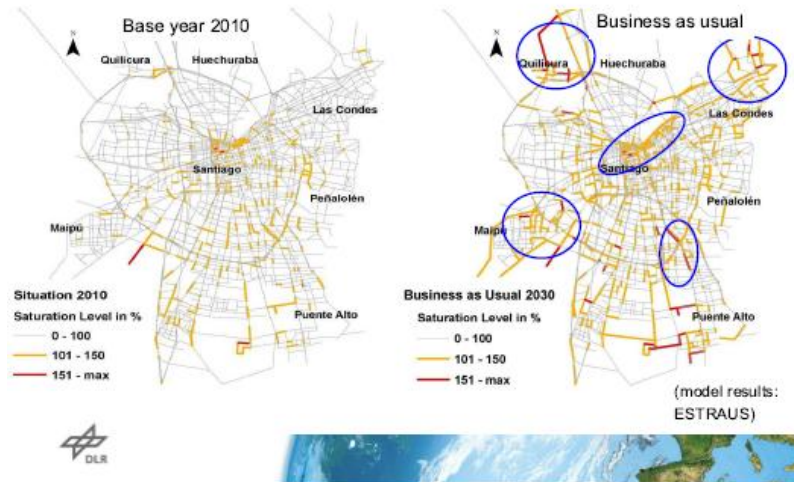 Base year 2010
N
Quilicura
Huechuraba
Las Condes
Santiago
Peñalolén
Maipú
Puente Alto
Situation 2010
Saturation Level in %
0 - 100
101 - 150
151 - max
Business as usual
N
Quilicura
Huechuraba
Las Condes
Santiago
Peñalolén
Maipú
Puente Alto
Business as Usual 2030
Saturation Level in %
0 - 100
101 - 150
151 - max
(model results:
ESTRAUS)
DLR